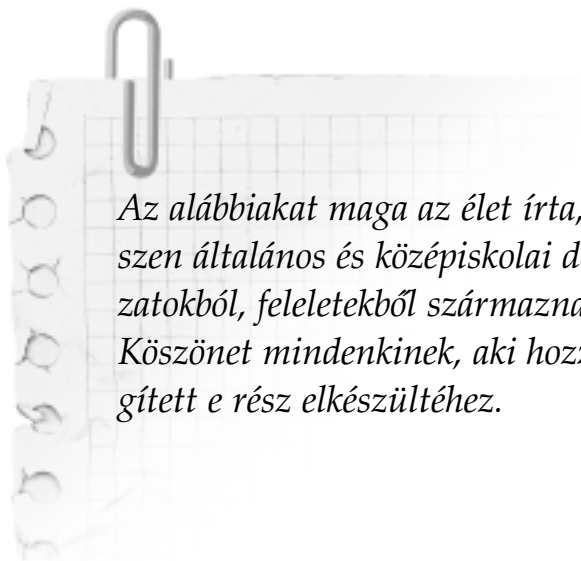 Az alábbiakat maga az élet írta,
szen általános és középiskolai d
zatokból, feleletekből származna
Köszönet mindenkinek, aki hozz
gített e rész elkészültéhez.